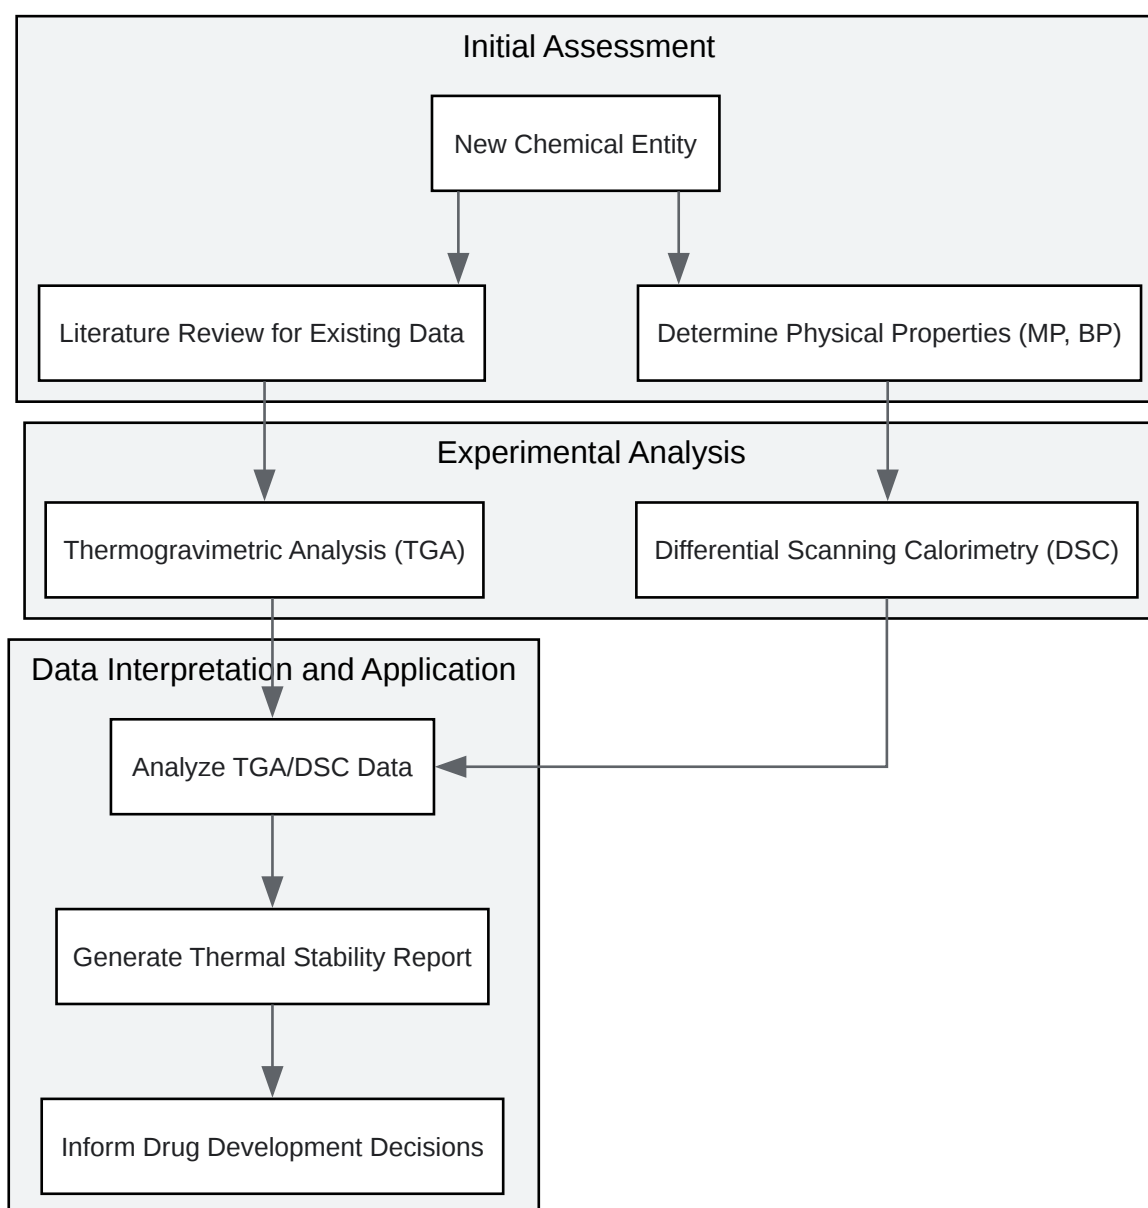 Initial Assessment
New Chemical Entity
Literature Review for Existing Data
Determine Physical Properties (MP, BP)
Experimental Analysis
Thermogravimetric Analysis (TGA)
Differential Scanning Calorimetry (DSC)
Data Interpretation and Application
Analyze TGA/DSC Data
Generate Thermal Stability Report
Inform Drug Development Decisions